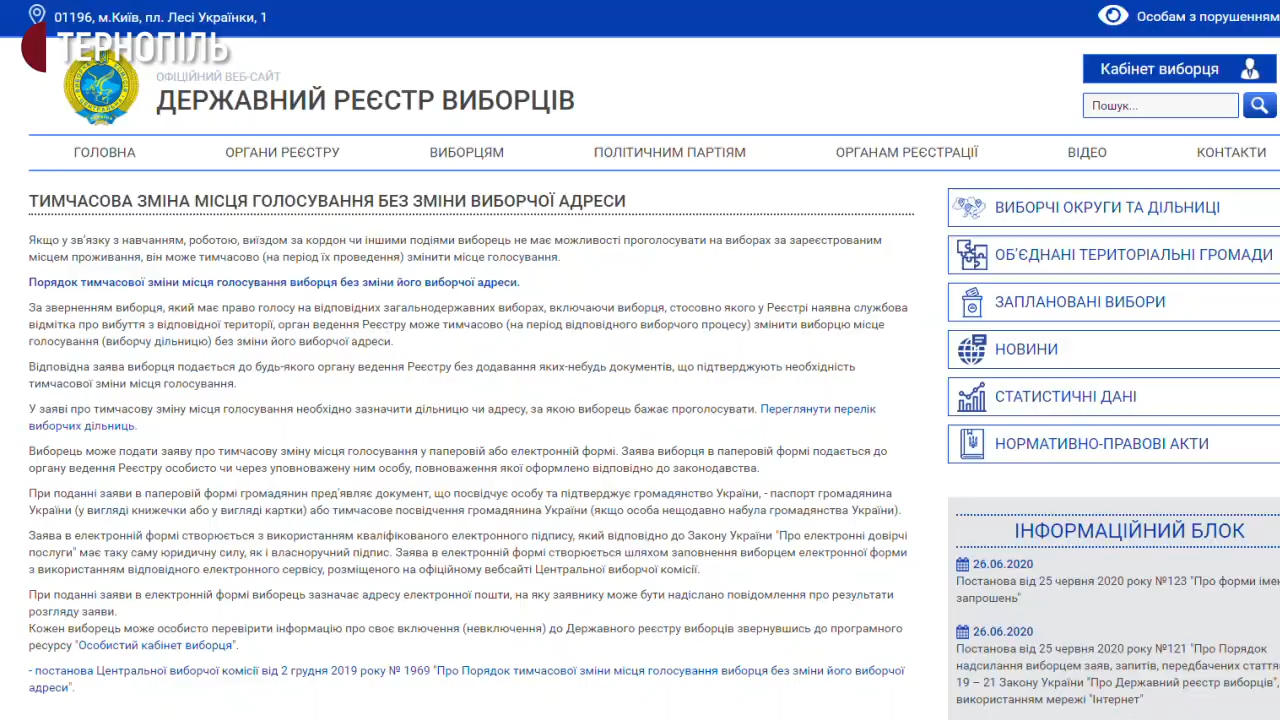 01196, м.Київ, пл. Лесі Українки, 1
Особам з порушенням
ТЕРНОПІЛЬ
ОФІЦІЙНИЙ ВЕБ-САЙТ
ДЕРЖАВНИЙ РЕЄСТР ВИБОРЦІВ
Кабінет виборця
Пошук...
ГОЛОВНА ОРГАНИ РЕЄСТРУ ВИБОРЦЯМ ПОЛІТИЧНИМ ПАРТІЯМ ОРГАНАМ РЕЄСТРАЦІЇ ВІДЕО КОНТАКТИ
ТИМЧАСОВА ЗМІНА МІСЦЯ ГОЛОСУВАННЯ БЕЗ ЗМІНИ ВИБОРЧОЇ АДРЕСИ
Якщо у зв'язку з навчанням, роботою, виїздом за кордон чи іншими подіями виборець не має можливості проголосувати на виборах за зареєстрованим
місцем проживання, він може тимчасово (на період їх проведення) змінити місце голосування.
Порядок тимчасової зміни місця голосування виборця без зміни його виборчої адреси.
За зверненням виборця, який має право голосу на відповідних загальнодержавних виборах, включаючи виборця, стосовно якого у Реєстрі наявна службова
відмітка про вибуття з відповідної території, орган ведення Реєстру може тимчасово (на період відповідного виборчого процесу) змінити виборцю місце
голосування (виборчу дільницю) без зміни його виборчої адреси.
Відповідна заява виборця подається до будь-якого органу ведення Реєстру без додавання яких-небудь документів, що підтверджують необхідність
тимчасової зміни місця голосування.
У заяві про тимчасову зміну місця голосування необхідно зазначити дільницю чи адресу, за якою виборець бажає проголосувати. Переглянути перелік
виборчих дільниць.
Виборець може подати заяву про тимчасову зміну місця голосування у паперовій або електронній формі. Заява виборця в паперовій формі подається до
органу ведення Реєстру особисто чи через уповноважену ним особу, повноваження якої оформлено відповідно до законодавства.
При поданні заяви в паперовій формі громадянин пред'являє документ, що посвідчує особу та підтверджує громадянство України, - паспорт громадянина
України (у вигляді книжечки або у вигляді картки) або тимчасове посвідчення громадянина України (якщо особа нещодавно набула громадянства України).
Заява в електронній формі створюється з використанням кваліфікованого електронного підпису, який відповідно до Закону України "Про електронні довірчі
послуги" має таку саму юридичну силу, як і власноручний підпис. Заява в електронній формі створюється шляхом заповнення виборцем електронної форми
з використанням відповідного електронного сервісу, розміщеного на офіційному вебсайті Центральної виборчої комісії.
При поданні заяви в електронній формі виборець зазначає адресу електронної пошти, на яку заявнику може бути надіслано повідомлення про результати
розгляду заяви.
Кожен виборець може особисто перевірити інформацію про своє включення (невключення) до Державного реєстру виборців звернувшись до програмного
ресурсу "Особистий кабінет виборця".
- постанова Центральної виборчої комісії від 2 грудня 2019 року № 1969 "Про Порядок тимчасової зміни місця голосування виборця без зміни його виборчої
адреси".
ВИБОРЧІ ОКРУГИ ТА ДІЛЬНИЦІ
ОБ'ЄДНАНІ ТЕРИТОРІАЛЬНІ ГРОМАДИ
ЗАПЛАНОВАНІ ВИБОРИ
НОВИНИ
СТАТИСТИЧНІ ДАНІ
НОРМАТИВНО-ПРАВОВІ АКТИ
ІНФОРМАЦІЙНИЙ БЛОК
26.06.2020
Постанова від 25 червня 2020 року №123 "Про форми іме
запрошень"
26.06.2020
Постанова від 25 червня 2020 року №121 "Про Порядок
надсилання виборцем заяв, запитів, передбачених стаття
19 – 21 Закону України "Про Державний реєстр виборців",
використанням мережі "Інтернет"